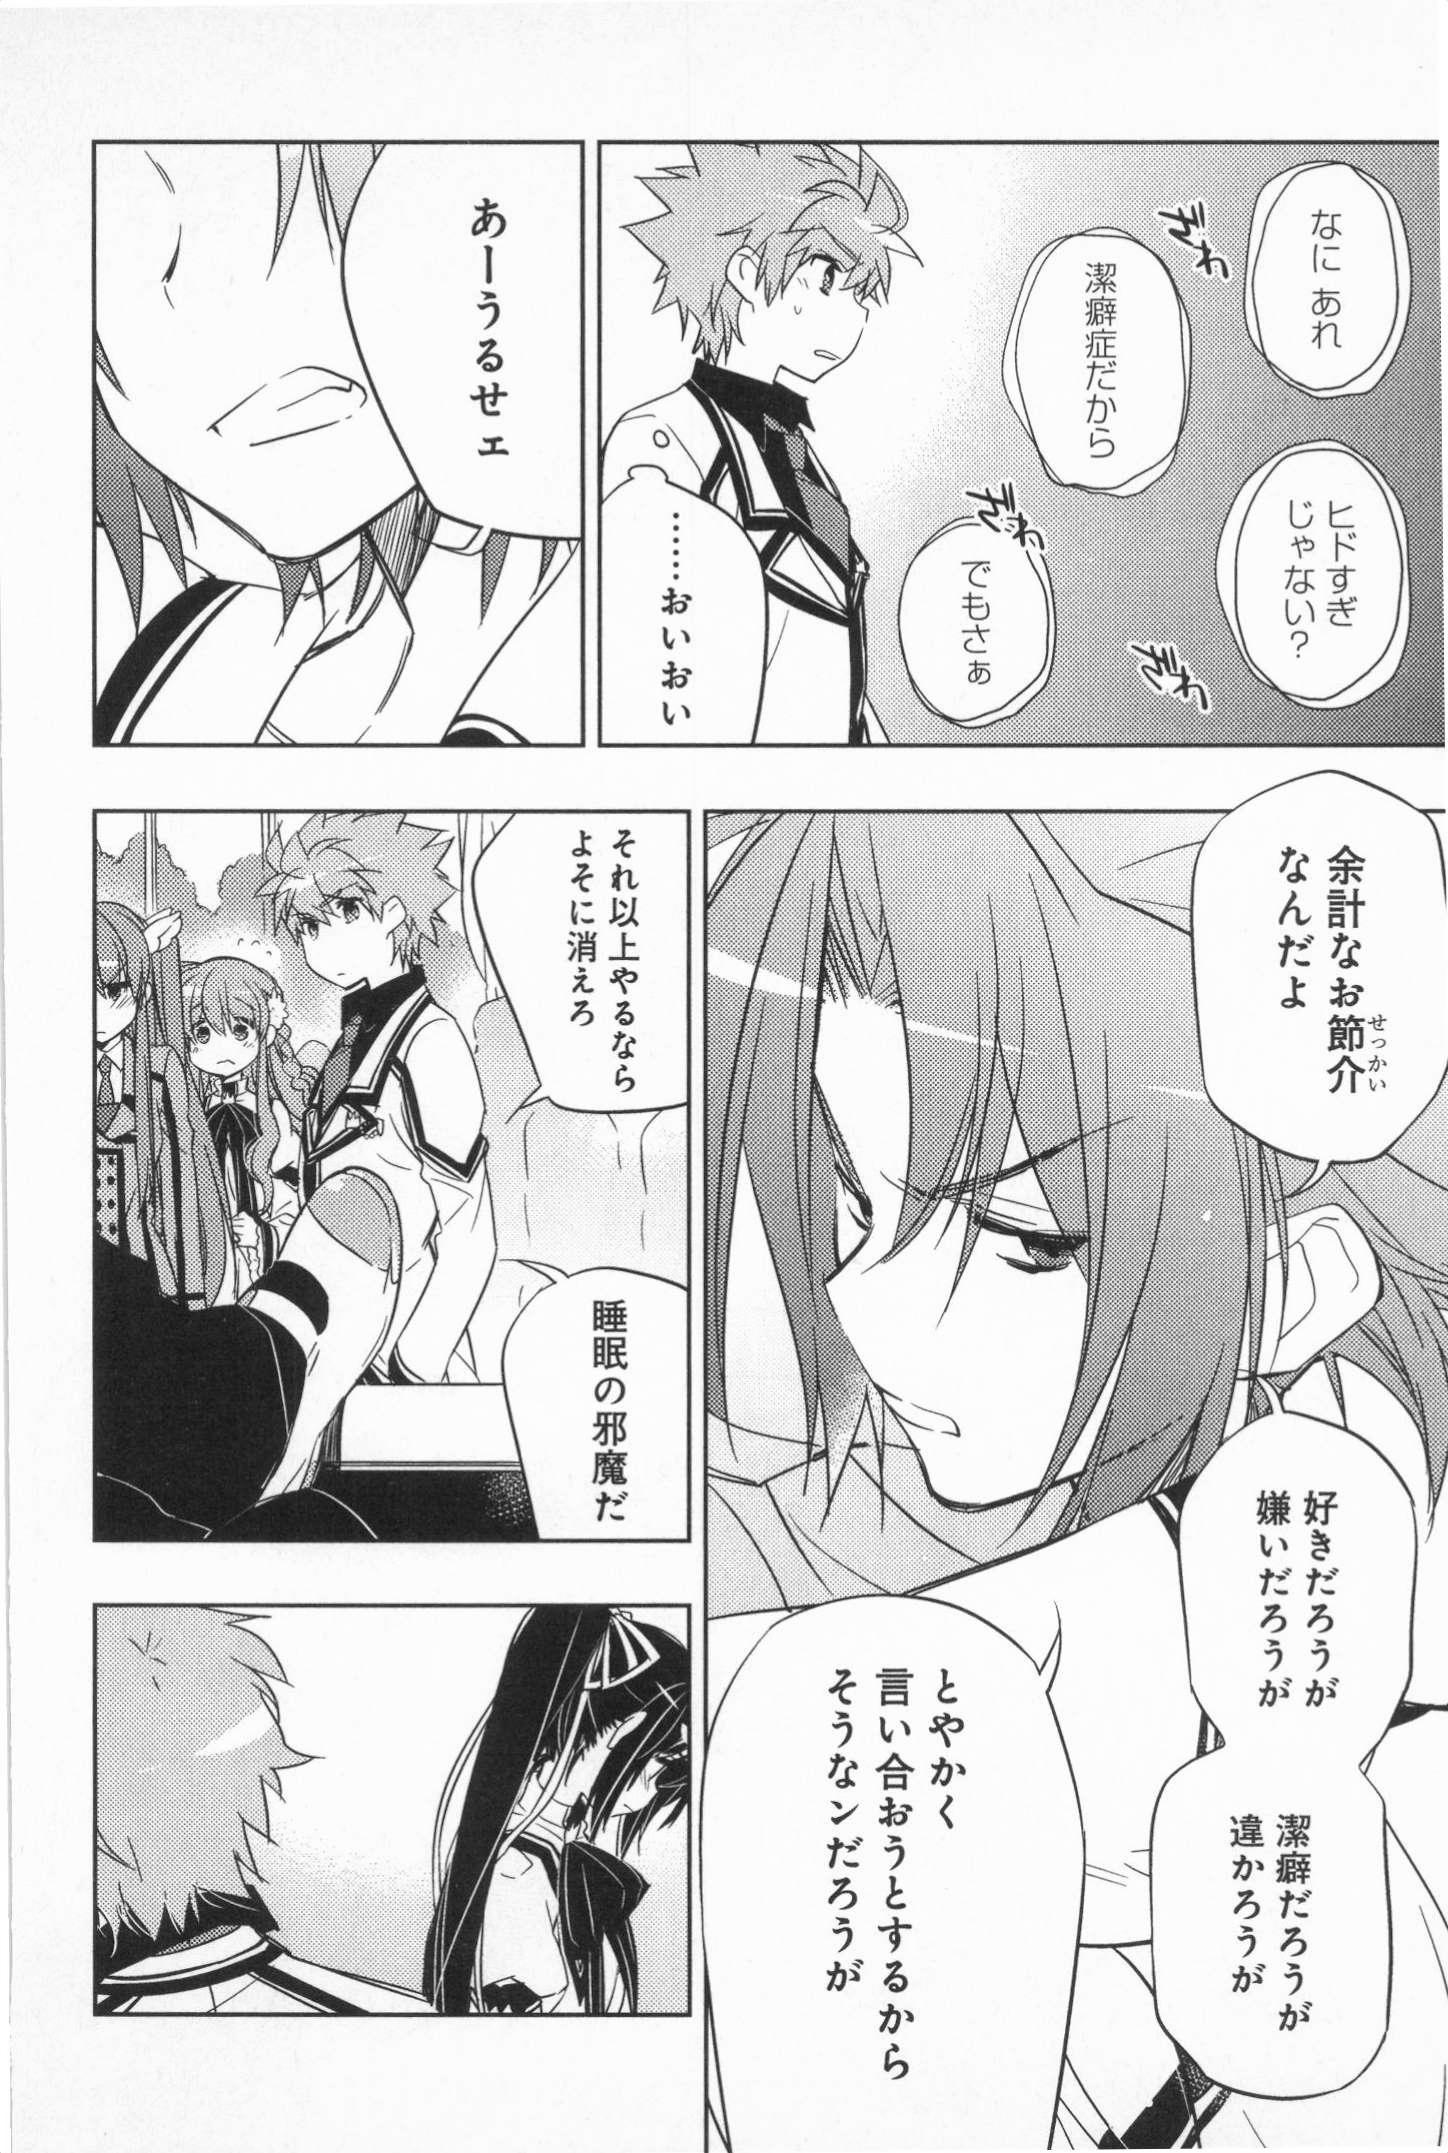 なに あれ
ヒドすぎ
じゃない？
ざわ
ざわ
潔癖症だから
でもさぁ
ざわ
……おいおい
あーうるせェ
余計なお節介
せっかい
なんだよ
好きだろうが
嫌いだろうが
潔癖だろうが
違かろうが
とやかく
言い合おうとするから
そうなンだろうが
それ以上やるなら
よそに消えろ
睡眠の邪魔だ